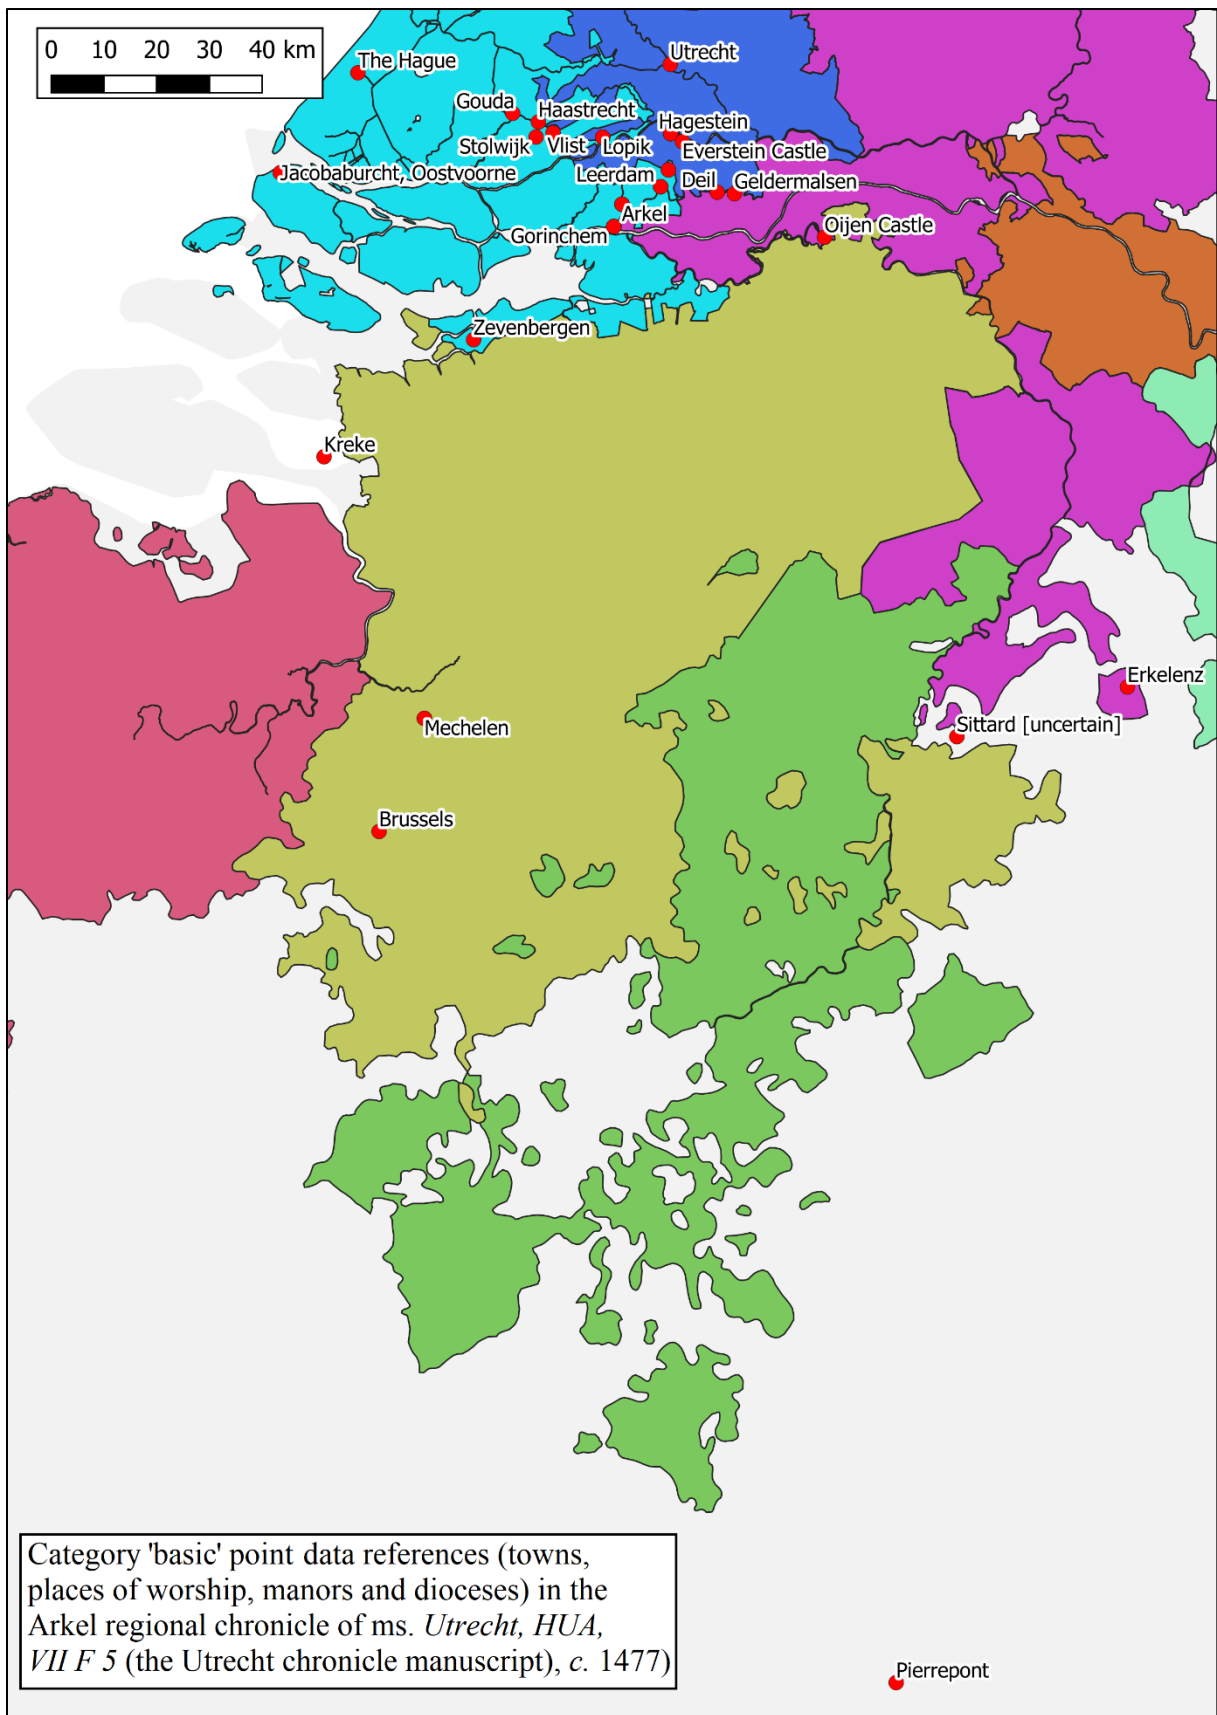 0 10 20 30 40 km
The Hague
Utrecht
Gouda
Haastrecht
Hagestein
Stolwijk
Vlist
Lopik
Everstein Castle
Jacobaburcht, Oostvoorne
Leerdam
Deil
Geldermalsen
Arkel
Gorinchem
Oijen Castle
Zevenbergen
Kreke
Erkelenz
Mechelen
Sittard [uncertain]
Brussels
Category 'basic' point data references (towns,
places of worship, manors and dioceses) in the
Arkel regional chronicle of ms. Utrecht, HUA,
VII F 5 (the Utrecht chronicle manuscript), c. 1477)
Pierrepont